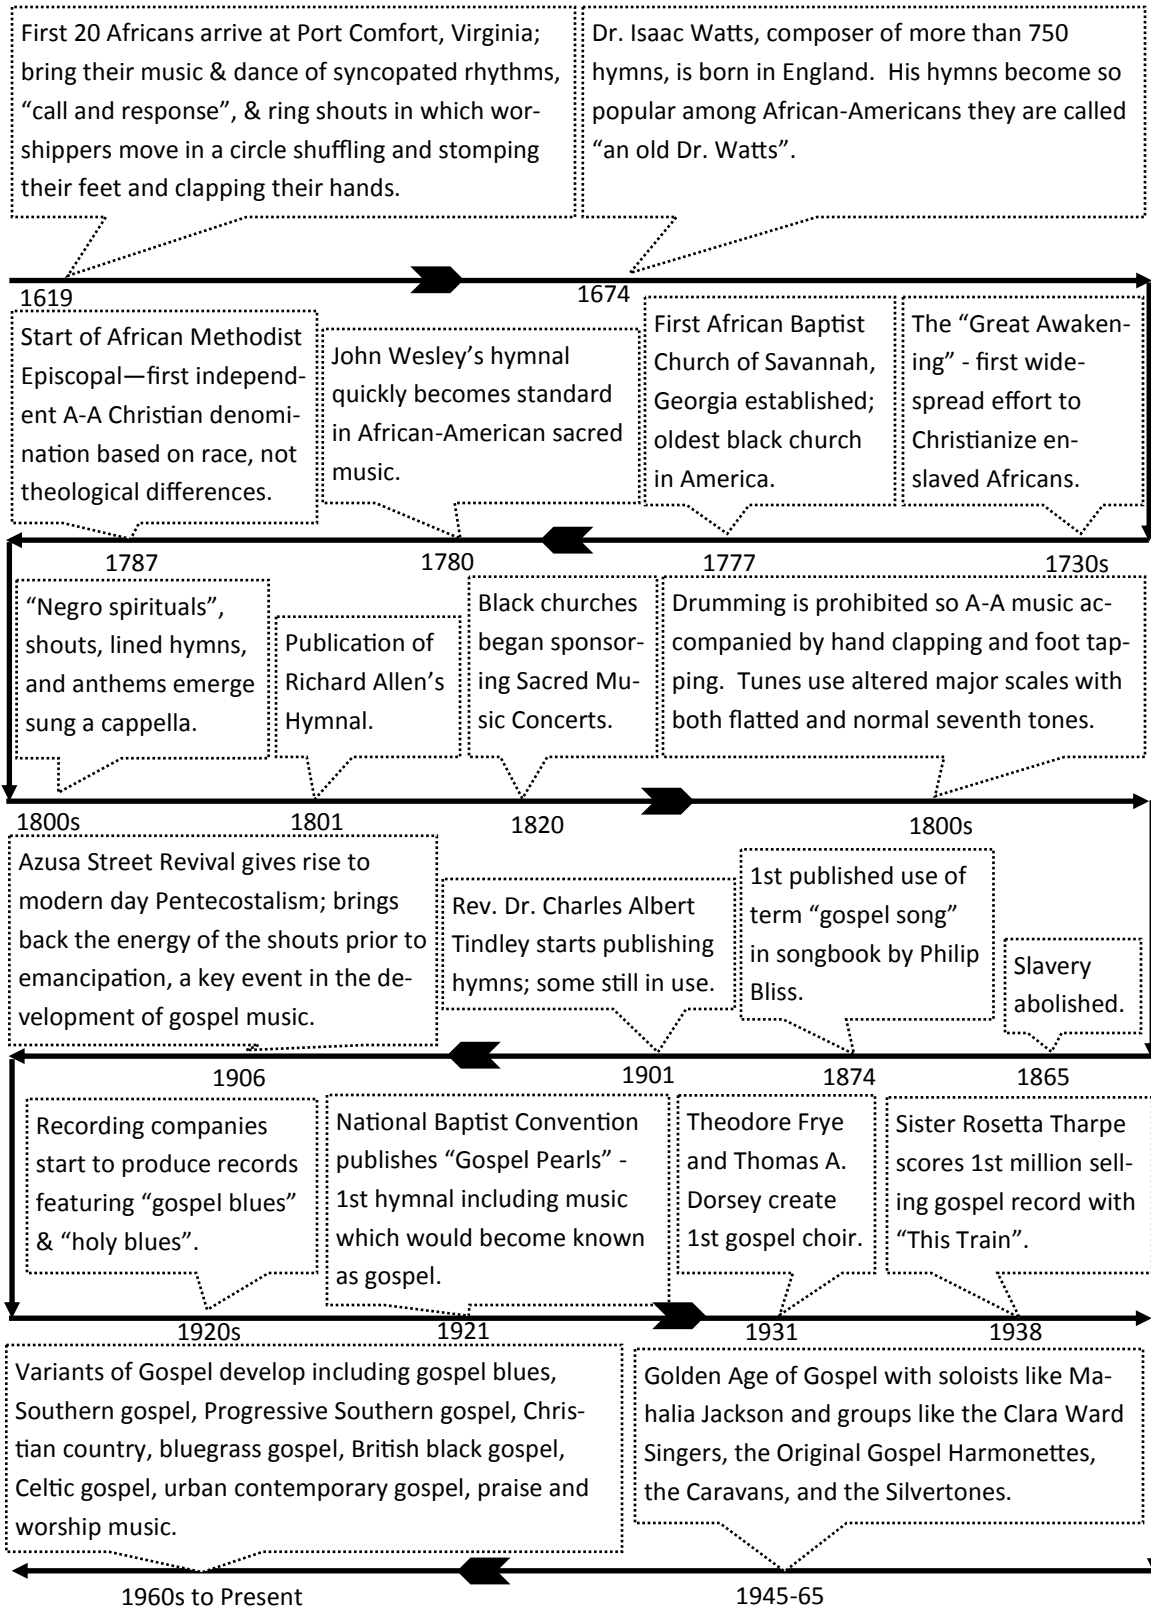 First 20 Africans arrive at Port Comfort, Virginia;
bring their music & dance of syncopated rhythms,
“call and response”, & ring shouts in which wor-
shippers move in a circle shuffling and stomping
their feet and clapping their hands.
1619
Dr. Isaac Watts, composer of more than 750
hymns, is born in England.  His hymns become so
popular among African-Americans they are called
“an old Dr. Watts”.
1674
Start of African Methodist
Episcopal—first independ-
ent A-A Christian denomi-
nation based on race, not
theological differences.
1787
John Wesley’s hymnal
quickly becomes standard
in African-American sacred
music.
1780
First African Baptist
Church of Savannah,
Georgia established;
oldest black church
in America.
1777
The “Great Awaken-
ing” - first wide-
spread effort to
Christianize en-
slaved Africans.
1730s
“Negro spirituals”,
shouts, lined hymns,
and anthems emerge
sung a cappella.
1800s
Publication of
Richard Allen’s
Hymnal.
1801
Black churches
began sponsor-
ing Sacred Mu-
sic Concerts.
1820
Drumming is prohibited so A-A music ac-
companied by hand clapping and foot tap-
ping.  Tunes use altered major scales with
both flatted and normal seventh tones.
1800s
Azusa Street Revival gives rise to
modern day Pentecostalism; brings
back the energy of the shouts prior to
emancipation, a key event in the de-
velopment of gospel music.
1906
Rev. Dr. Charles Albert
Tindley starts publishing
hymns; some still in use.
1901
1st published use of
term “gospel song”
in songbook by Philip
Bliss.
1874
Slavery
abolished.
1865
Recording companies
start to produce records
featuring “gospel blues”
& “holy blues”.
1920s
National Baptist Convention
publishes “Gospel Pearls” -
1st hymnal including music
which would become known
as gospel.
1921
Theodore Frye
and Thomas A.
Dorsey create
1st gospel choir.
1931
Sister Rosetta Tharpe
scores 1st million sell-
ing gospel record with
“This Train”.
1938
Variants of Gospel develop including gospel blues,
Southern gospel, Progressive Southern gospel, Chris-
tian country, bluegrass gospel, British black gospel,
Celtic gospel, urban contemporary gospel, praise and
worship music.
1960s to Present
Golden Age of Gospel with soloists like Ma-
halia Jackson and groups like the Clara Ward
Singers, the Original Gospel Harmonettes,
the Caravans, and the Silvertones.
1945-65